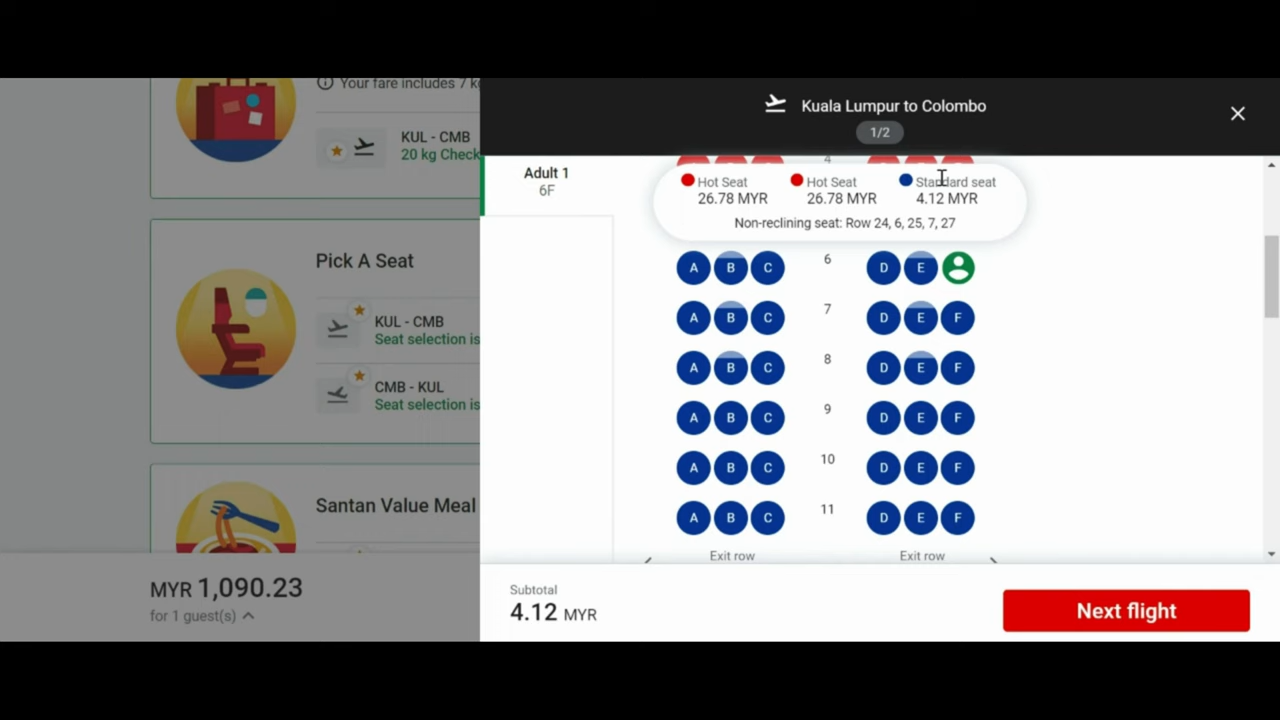 Your fare includes 7 k
KUL - CMB
20 kg Check
Pick A Seat
KUL - CMB
Seat selection is
CMB - KUL
Seat selection is
Santan Value Meal
MYR 1,090.23
for 1 guest(s)
Kuala Lumpur to Colombo
1/2
Adult 1
6F
4
Hot Seat
26.78 MYR
Hot Seat
26.78 MYR
Standard seat
4.12 MYR
Non-reclining seat: Row 24, 6, 25, 7, 27
A B C 6 D E
A B C 7 D E F
A B C 8 D E F
A B C 9 D E F
A B C 10 D E F
A B C 11 D E F
Exit row Exit row
Subtotal
4.12 MYR
Next flight